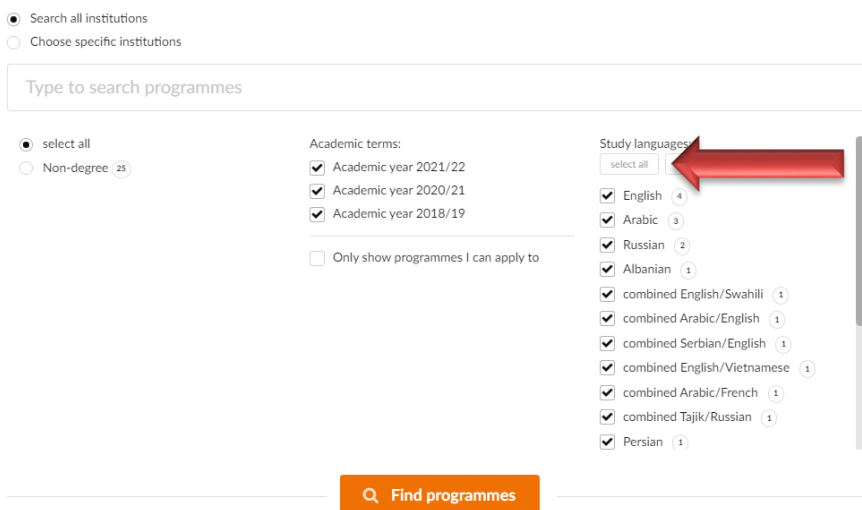 Search all institutions
Choose specific institutions
Type to search programmes
select all
Non-degree 25
Academic terms:
Academic year 2021/22
Academic year 2020/21
Academic year 2018/19
Only show programmes I can apply to
Study languages:
select all
English 4
Arabic 3
Russian 2
Albanian 1
combined English/Swahili 1
combined Arabic/English 1
combined Serbian/English 1
combined English/Vietnamese 1
combined Arabic/French 1
combined Tajik/Russian 1
Persian 1
Find programmes